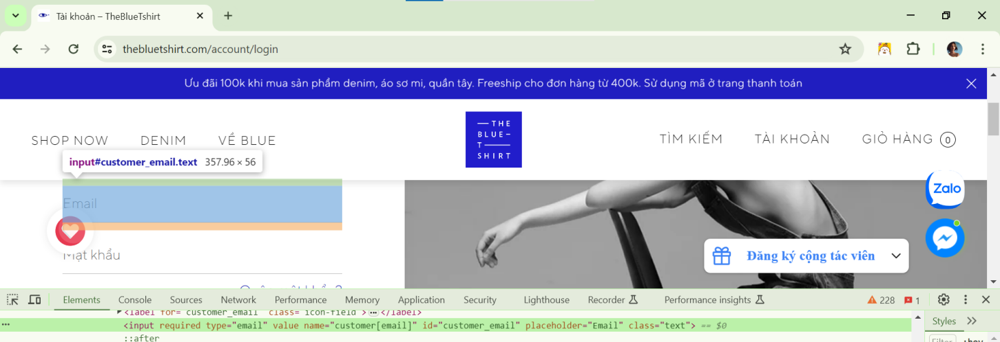 Tài khoản – TheBlueTshirt
thebluetshirt.com/account/login
Ưu đãi 100k khi mua sản phẩm denim, áo sơ mi, quần tây. Freeship cho đơn hàng từ 400k. Sử dụng mã ở trang thanh toán
SHOP NOW DENIM VỀ BLUE
THE
BLUE
T
SHIRT
TÌM KIẾM TÀI KHOẢN GIỎ HÀNG 0
input#customer_email.text 357.96 × 56
Email
Mật khẩu
Zalo
Đăng ký cộng tác viên
Elements Console Sources Network Performance Memory Application Security Lighthouse Recorder Performance insights 228 1
<label for="customer_email" class="icon-field">…</label>
<input required type="email" value name="customer[email]" id="customer_email" placeholder="Email" class="text"> == $0
::after
Styles
Filter :hov